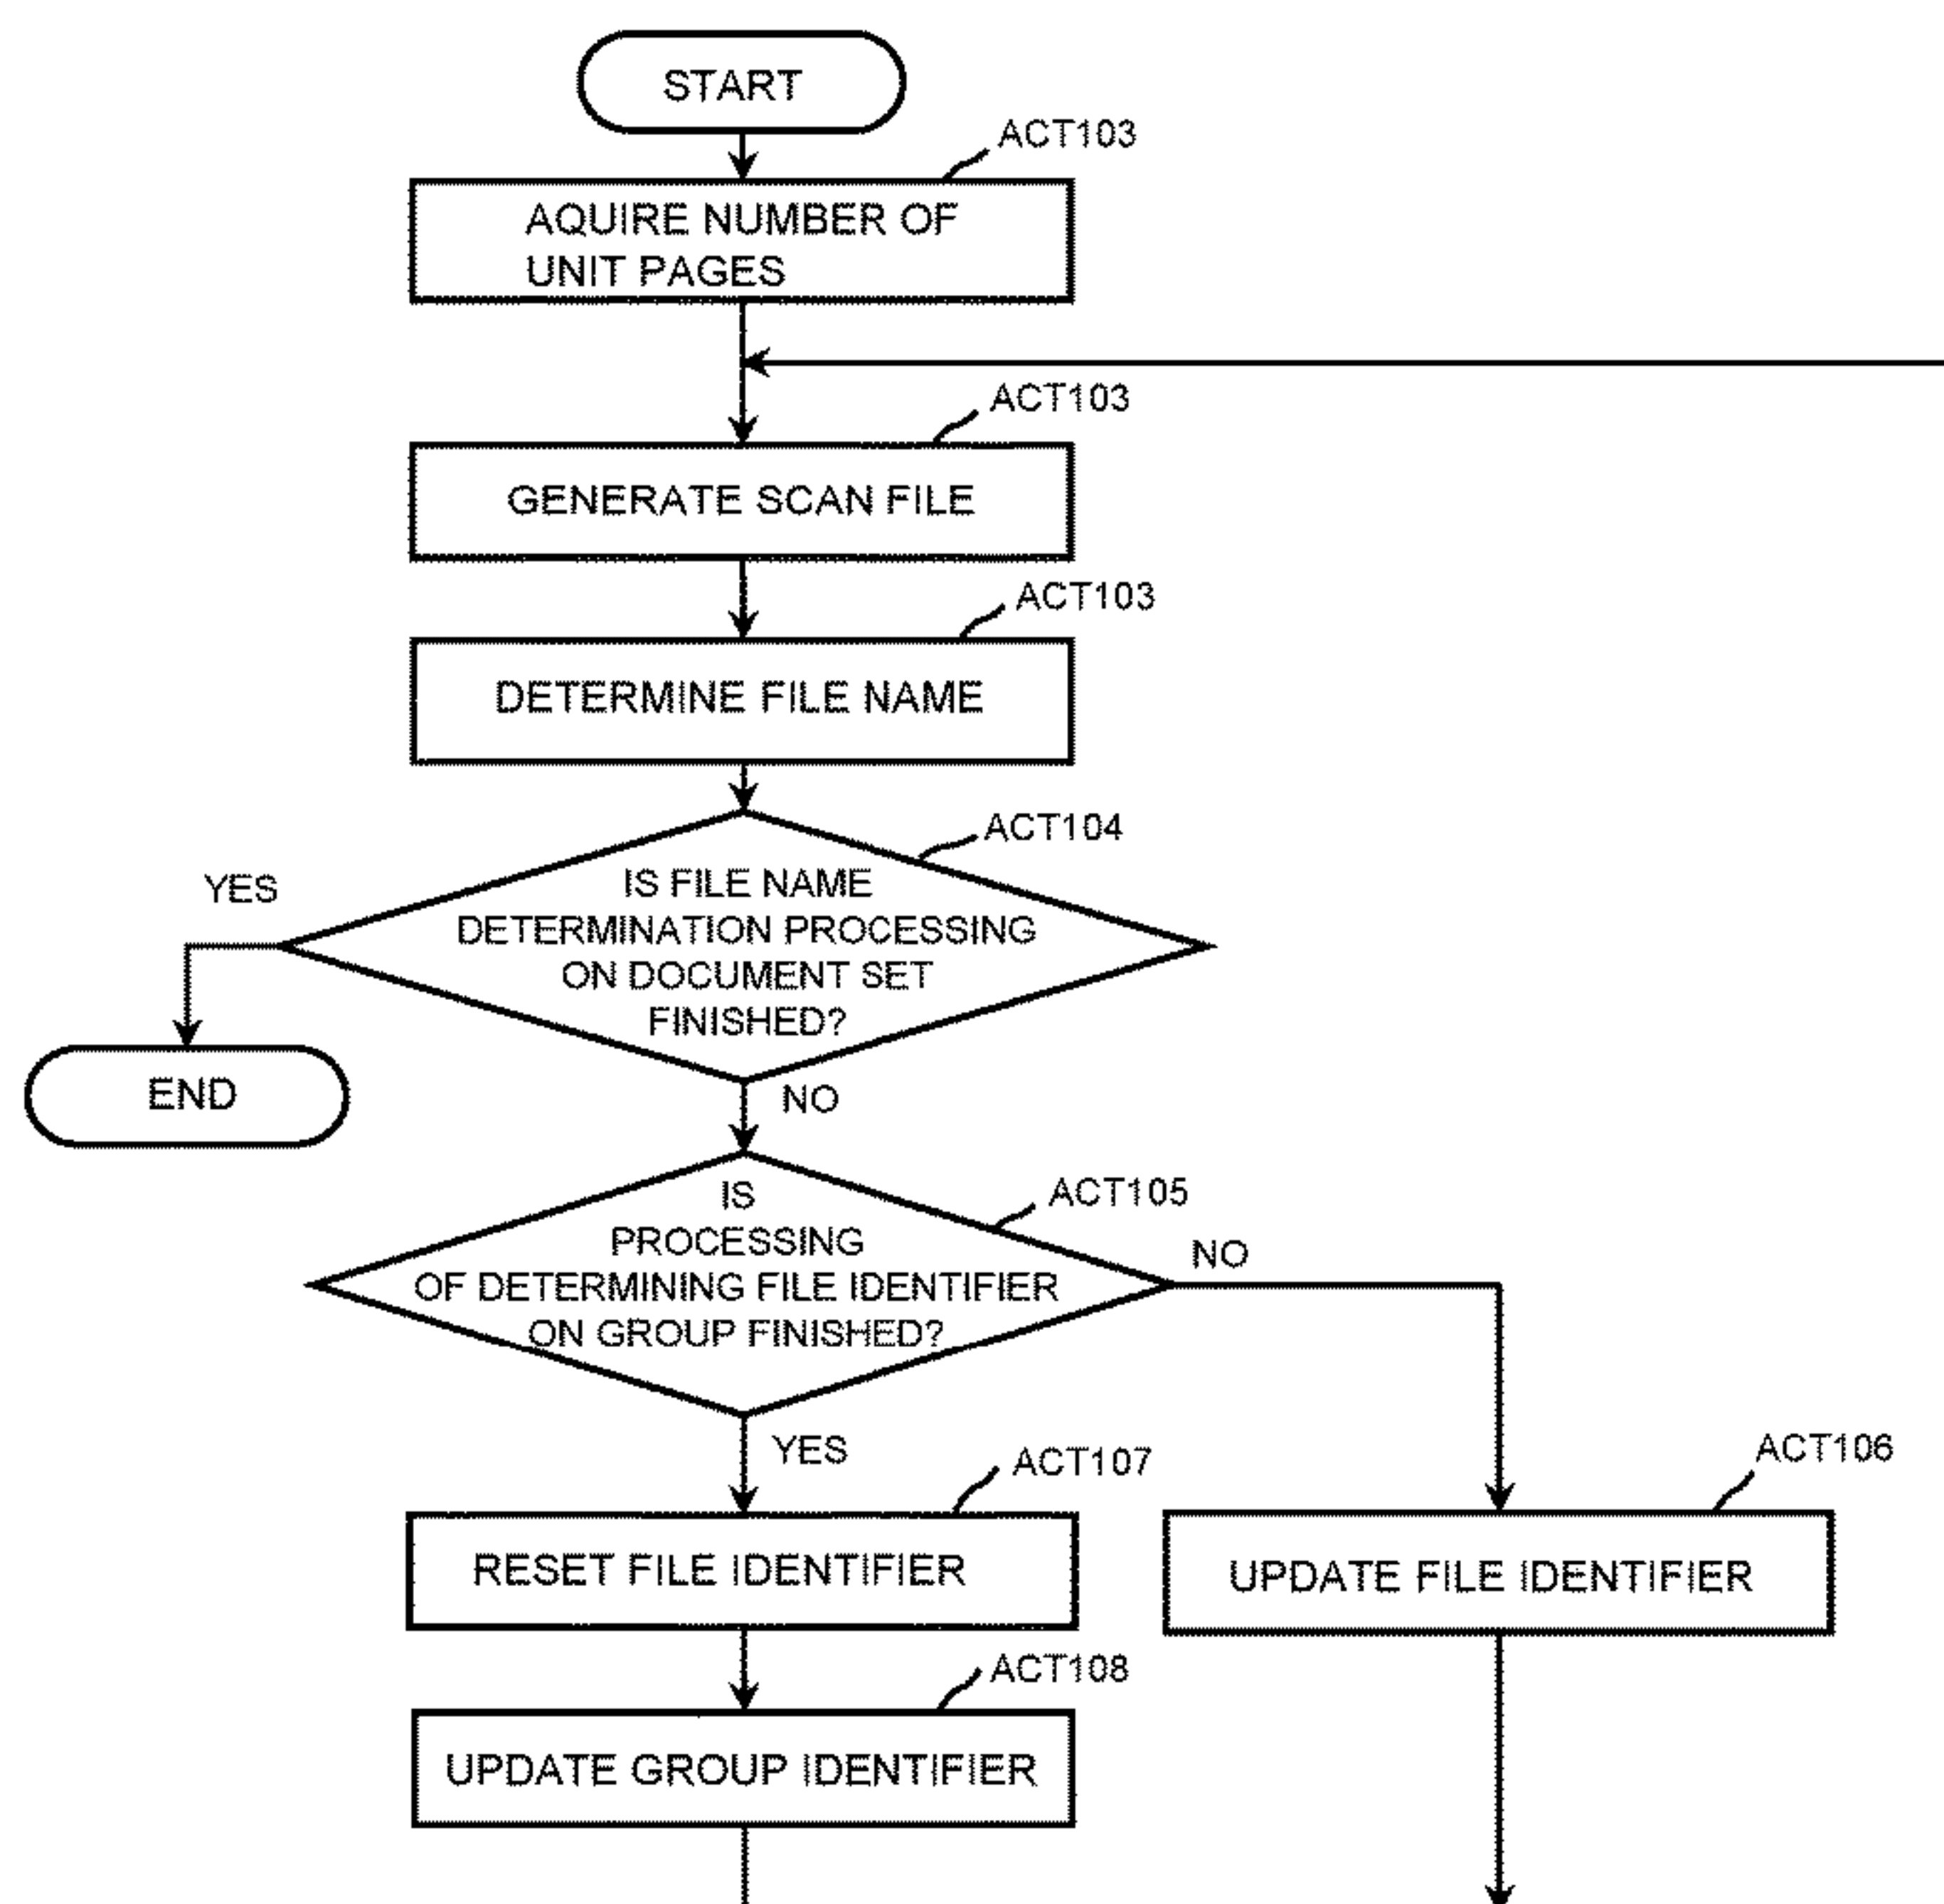 START
ACT103
AQUIRE NUMBER OF
UNIT PAGES
ACT103
GENERATE SCAN FILE
ACT103
DETERMINE FILE NAME
ACT104
YES
IS FILE NAME
DETERMINATION PROCESSING
ON DOCUMENT SET
FINISHED?
END
NO
ACT105
IS
PROCESSING
OF DETERMINING FILE IDENTIFIER
ON GROUP FINISHED?
NO
YES
ACT107
ACT106
RESET FILE IDENTIFIER
UPDATE FILE IDENTIFIER
ACT108
UPDATE GROUP IDENTIFIER